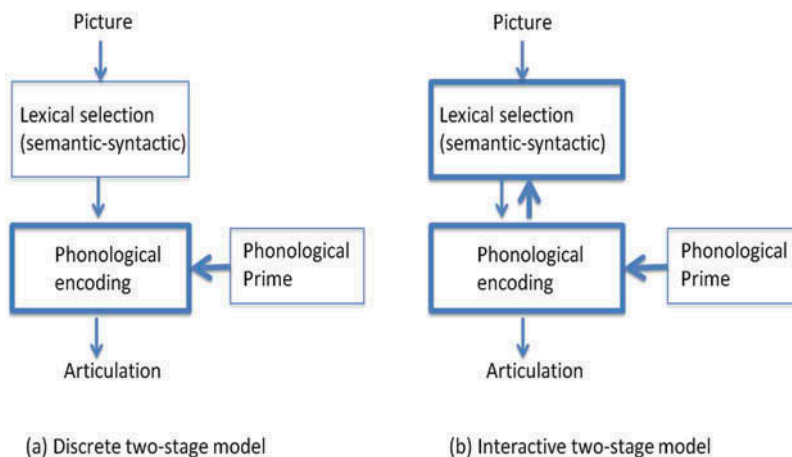 Picture
Lexical selection
(semantic-syntactic)
Phonological
encoding
Phonological
Prime
Articulation
(a) Discrete two-stage model
Picture
Lexical selection
(semantic-syntactic)
Phonological
encoding
Phonological
Prime
Articulation
(b) Interactive two-stage model